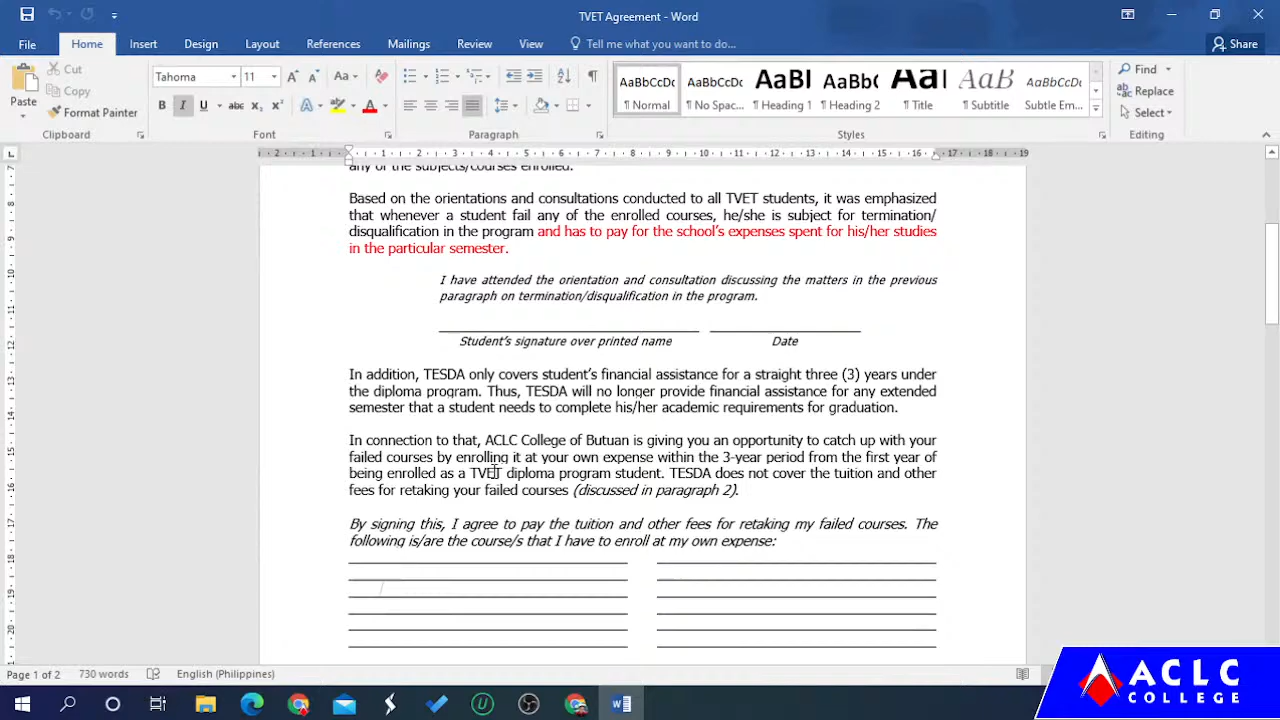 TVET Agreement - Word
File Home Insert Design Layout References Mailings Review View Tell me what you want to do... Share
Cut
Copy
Paste
Format Painter
Tahoma 11
AaBbCcDc AaBbCcDc AaBl AaBb( AaBl AaB AaBbCcDc
¶ Normal ¶ No Spac... ¶ Heading 1 ¶ Heading 2 ¶ Title ¶ Subtitle Subtle Em...
Find
Replace
Select
Clipboard Font Paragraph Styles Editing
any of the subjects/courses enrolled.
Based on the orientations and consultations conducted to all TVET students, it was emphasized
that whenever a student fail any of the enrolled courses, he/she is subject for termination/
disqualification in the program and has to pay for the school's expenses spent for his/her studies
in the particular semester.
I have attended the orientation and consultation discussing the matters in the previous
paragraph on termination/disqualification in the program.
Student's signature over printed name Date
In addition, TESDA only covers student's financial assistance for a straight three (3) years under
the diploma program. Thus, TESDA will no longer provide financial assistance for any extended
semester that a student needs to complete his/her academic requirements for graduation.
In connection to that, ACLC College of Butuan is giving you an opportunity to catch up with your
failed courses by enrolling it at your own expense within the 3-year period from the first year of
being enrolled as a TVET diploma program student. TESDA does not cover the tuition and other
fees for retaking your failed courses (discussed in paragraph 2).
By signing this, I agree to pay the tuition and other fees for retaking my failed courses. The
following is/are the course/s that I have to enroll at my own expense:
Page 1 of 2 730 words English (Philippines)
ACLC
COLLEGE